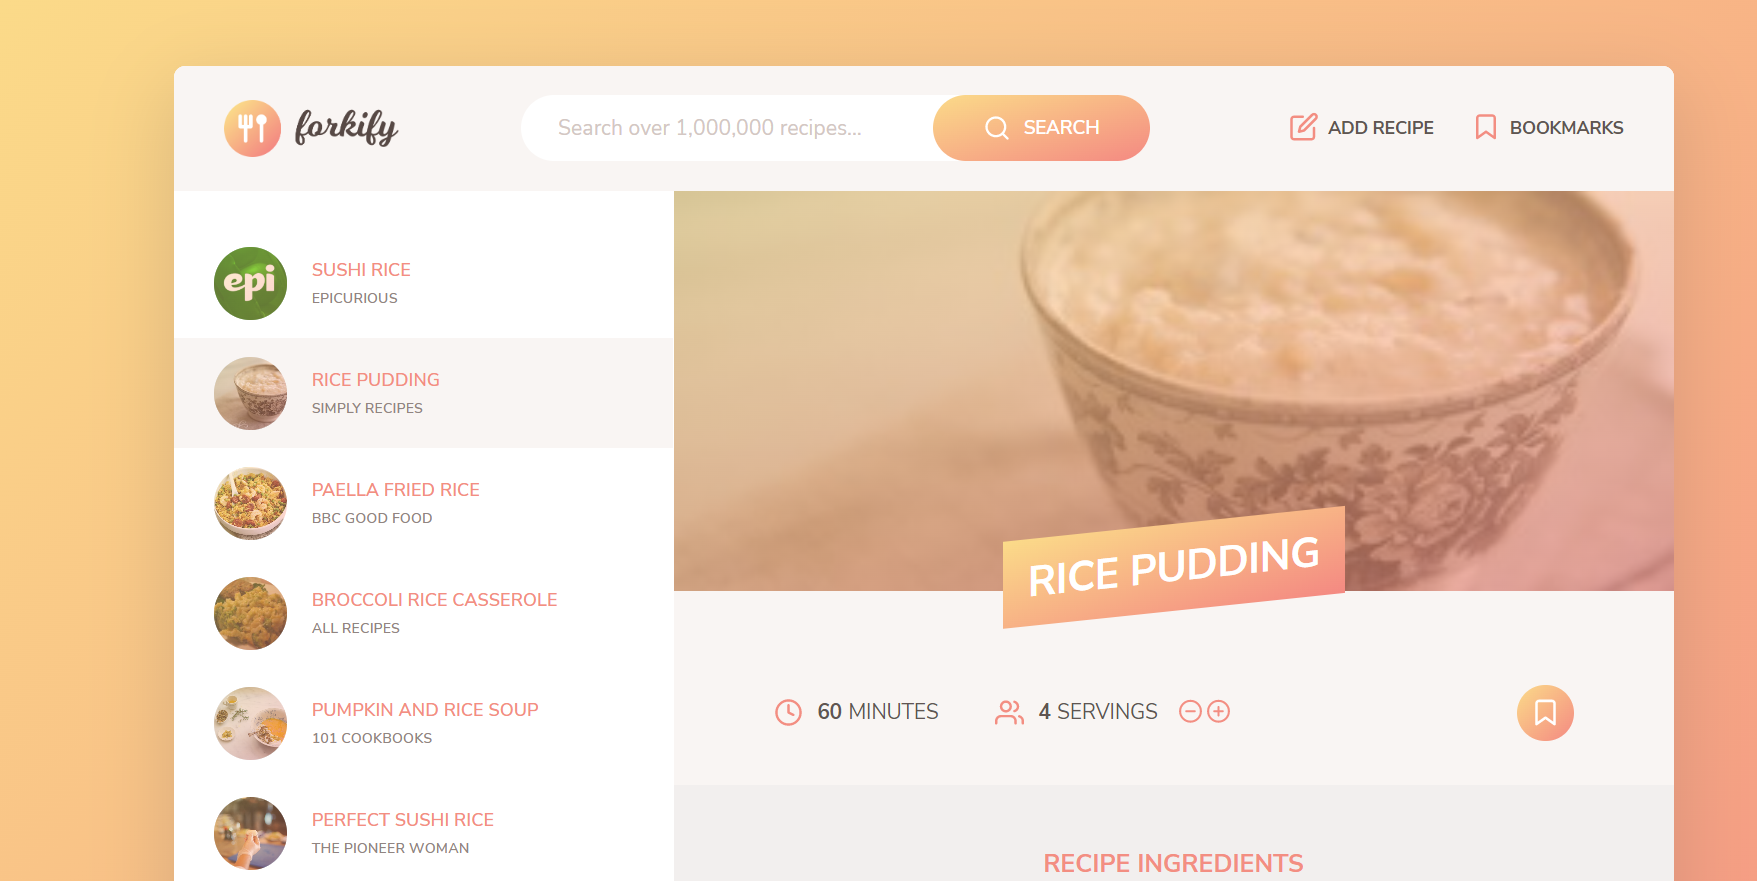 forkify
Search over 1,000,000 recipes...
SEARCH
ADD RECIPE
BOOKMARKS
epi
SUSHI RICE
EPICURIOUS
RICE PUDDING
SIMPLY RECIPES
PAELLA FRIED RICE
BBC GOOD FOOD
BROCCOLI RICE CASSEROLE
ALL RECIPES
PUMPKIN AND RICE SOUP
101 COOKBOOKS
PERFECT SUSHI RICE
THE PIONEER WOMAN
RICE PUDDING
60 MINUTES
4 SERVINGS
RECIPE INGREDIENTS